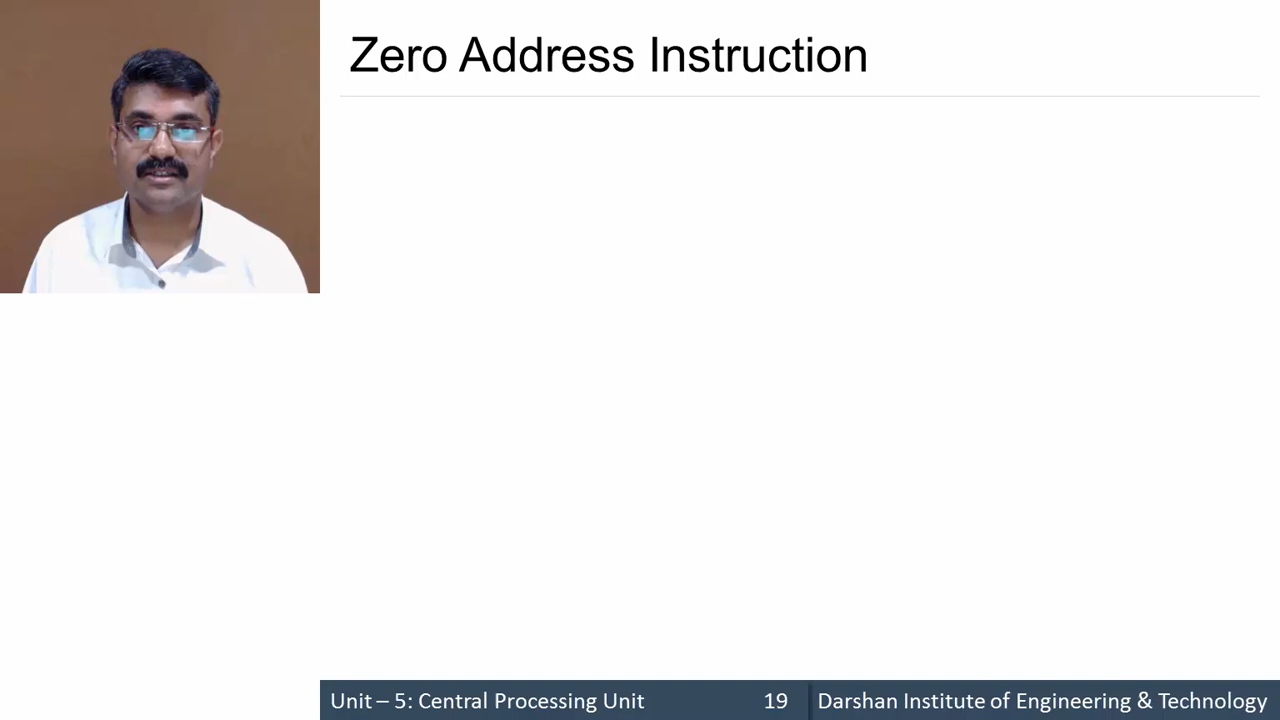 Zero Address Instruction
Unit – 5: Central Processing Unit 19 Darshan Institute of Engineering & Technology